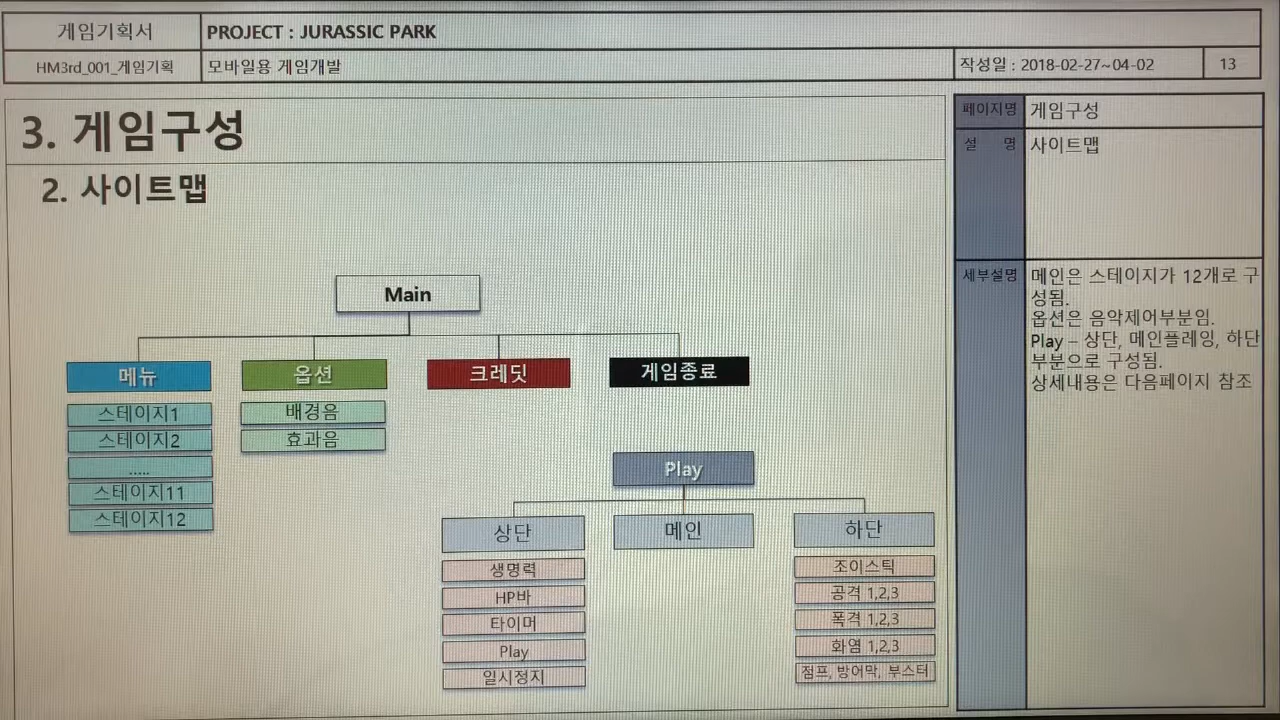 게임기획서
PROJECT : JURASSIC PARK
HM3rd_001_게임기획
모바일용 게임개발
작성일 : 2018-02-27~04-02
13
3. 게임구성
2. 사이트맵
Main
메뉴
옵션
크레딧
게임종료
스테이지1
스테이지2
.....
스테이지11
스테이지12
배경음
효과음
Play
상단
메인
하단
생명력
HP바
타이머
Play
일시정지
조이스틱
공격 1,2,3
폭격 1,2,3
화염 1,2,3
점프, 방어막, 부스터
페이지명
게임구성
설 명
사이트맵
세부설명
메인은 스테이지가 12개로 구
성됨.
옵션은 음악제어부분임.
Play – 상단, 메인플레잉, 하단
부분으로 구성됨.
상세내용은 다음페이지 참조